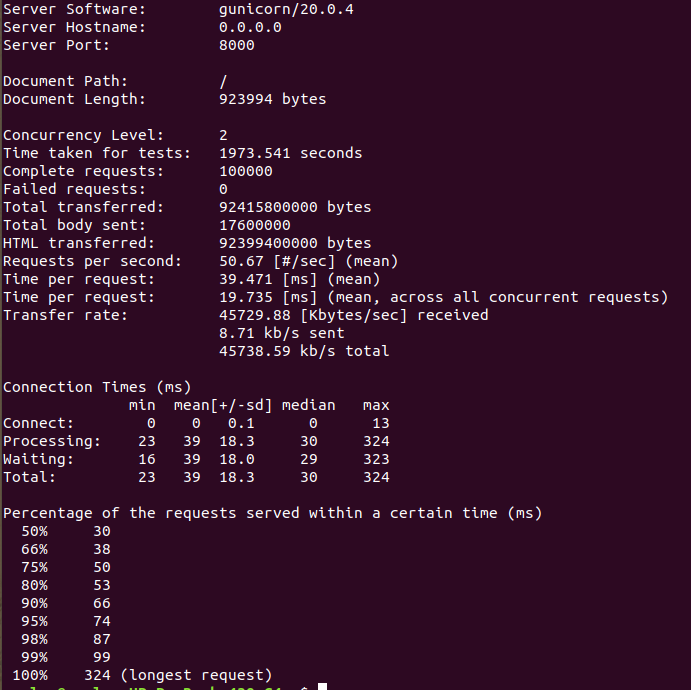 Server Software:        gunicorn/20.0.4
Server Hostname:        0.0.0.0
Server Port:            8000

Document Path:          /
Document Length:        923994 bytes

Concurrency Level:      2
Time taken for tests:   1973.541 seconds
Complete requests:      100000
Failed requests:        0
Total transferred:      92415800000 bytes
Total body sent:        17600000
HTML transferred:       92399400000 bytes
Requests per second:    50.67 [#/sec] (mean)
Time per request:       39.471 [ms] (mean)
Time per request:       19.735 [ms] (mean, across all concurrent requests)
Transfer rate:          45729.88 [Kbytes/sec] received
                        8.71 kb/s sent
                        45738.59 kb/s total

Connection Times (ms)
              min  mean[+/-sd] median   max
Connect:        0    0   0.1      0      13
Processing:    23   39  18.3     30     324
Waiting:       16   39  18.0     29     323
Total:         23   39  18.3     30     324

Percentage of the requests served within a certain time (ms)
  50%     30
  66%     38
  75%     50
  80%     53
  90%     66
  95%     74
  98%     87
  99%     99
 100%    324 (longest request)